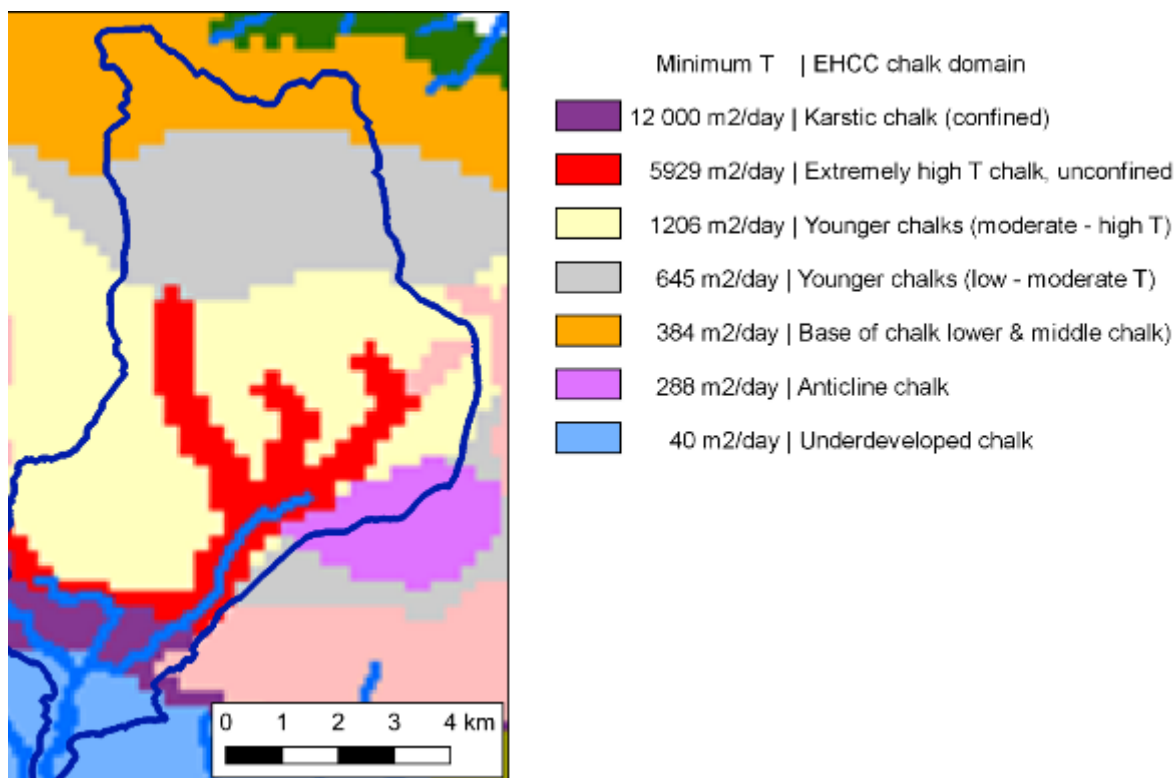 Minimum T | EHCC chalk domain
12 000 m2/day | Karstic chalk (confined)
5929 m2/day | Extremely high T chalk, unconfined
1206 m2/day | Younger chalks (moderate - high T)
645 m2/day | Younger chalks (low - moderate T)
384 m2/day | Base of chalk lower & middle chalk)
288 m2/day | Anticline chalk
40 m2/day | Underdeveloped chalk
0 1 2 3 4 km